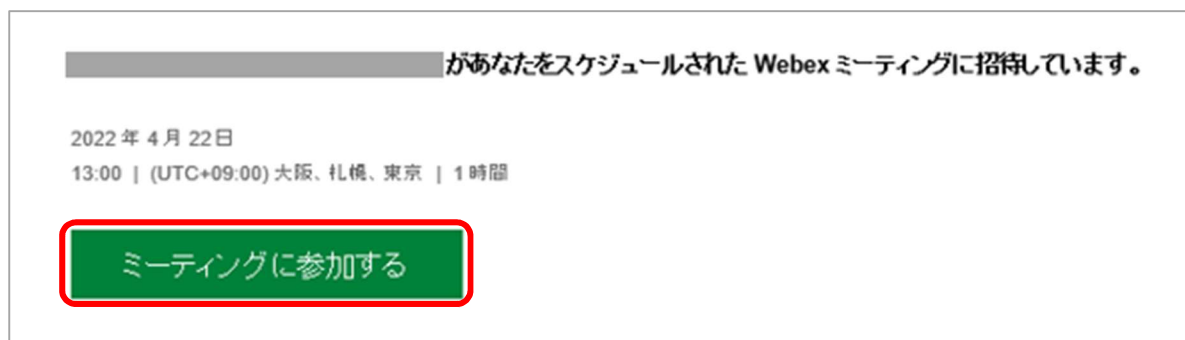 があなたをスケジュールされた Webex ミーティングに招待しています。
2022 年 4 月 22 日
13:00 | (UTC+09:00) 大阪、札幌、東京 | 1 時間
ミーティングに参加する